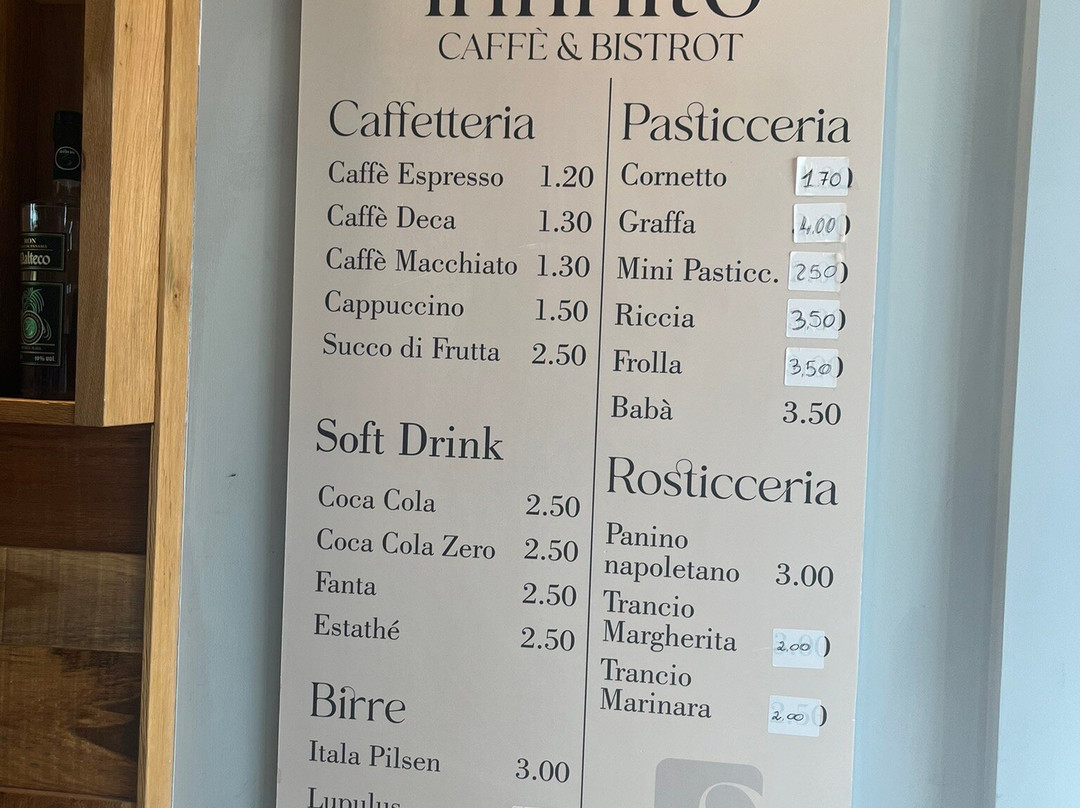 CAFFÈ & BISTROT
Caffetteria
Caffè Espresso 1.20
Caffè Deca 1.30
Caffè Macchiato 1.30
Cappuccino 1.50
Succo di Frutta 2.50
Soft Drink
Coca Cola 2.50
Coca Cola Zero 2.50
Fanta 2.50
Estathé 2.50
Birre
Itala Pilsen 3.00
Lupulus
Pasticceria
Cornetto 1.70
Graffa 4.00
Mini Pasticc. 2.50
Riccia 3,50
Frolla 3,50
Babà 3.50
Rosticceria
Panino
napoletano 3.00
Trancio
Margherita 2.00
Trancio
Marinara 2.00